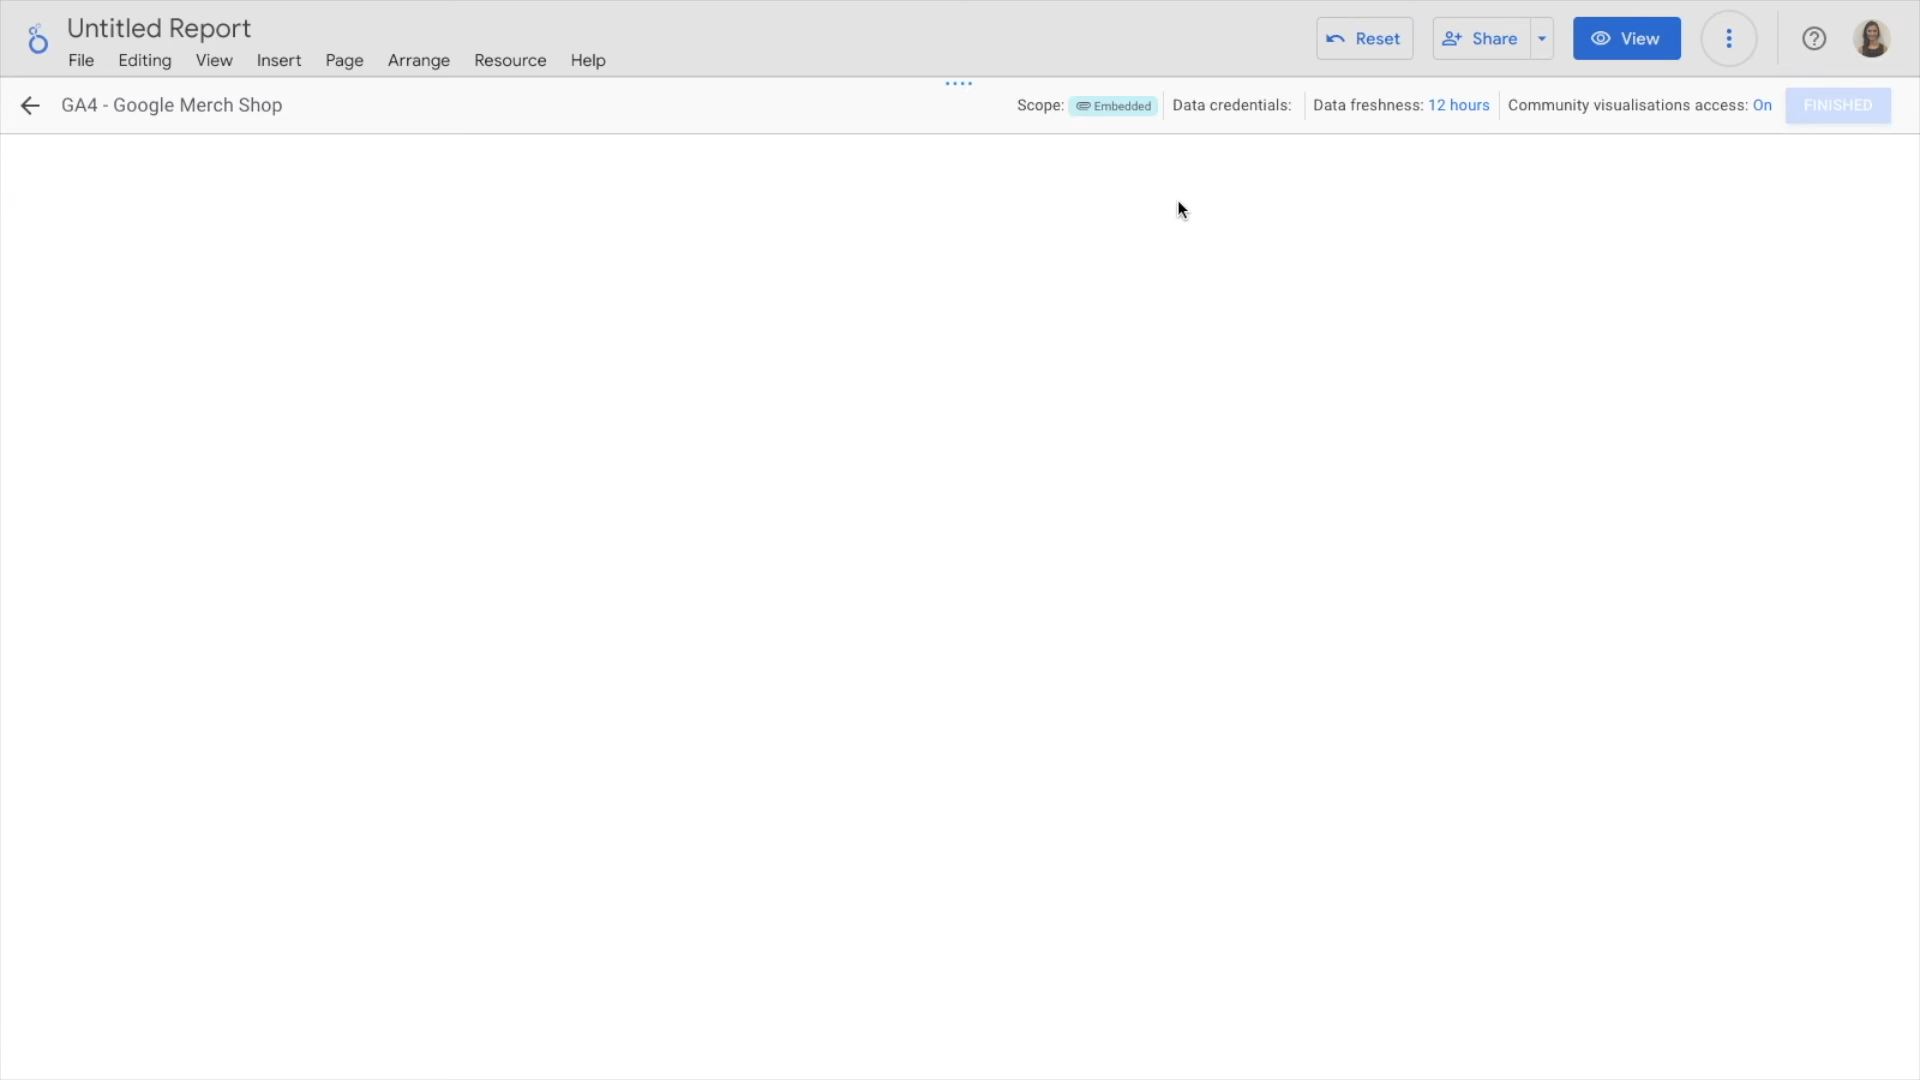 Untitled Report
File Editing View Insert Page Arrange Resource Help
Reset Share View
GA4 - Google Merch Shop
Scope: Embedded Data credentials: Data freshness: 12 hours Community visualisations access: On FINISHED